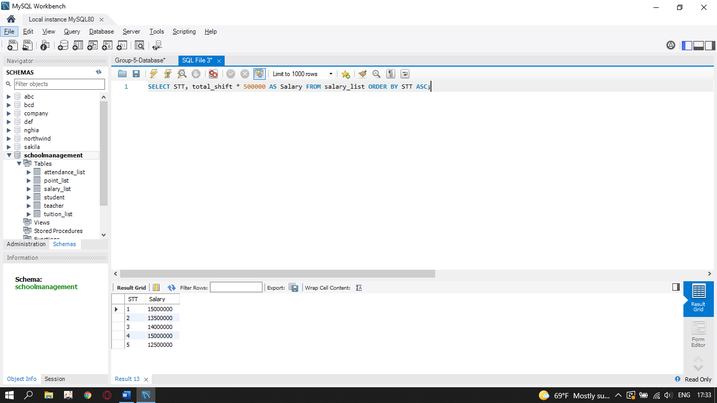 MySQL Workbench
Local instance MySQL80 ×
File Edit View Query Database Server Tools Scripting Help
Navigator
SCHEMAS
Filter objects
abc
bcd
company
def
nghia
northwind
sakila
schoolmanagement
Tables
attendance_list
point_list
salary_list
student
teacher
tuition_list
Views
Stored Procedures
Functions
Administration Schemas
Information
Schema:
schoolmanagement
Object Info Session
Group-5-Database* SQL File 3* ×
Limit to 1000 rows
1 SELECT STT, total_shift * 500000 AS Salary FROM salary_list ORDER BY STT ASC;
Result Grid Filter Rows: Export: Wrap Cell Content:
STT Salary
1 15000000
2 13500000
3 14000000
4 15000000
5 12500000
Result Grid
Form Editor
Result 13 × Read Only
69°F Mostly su... ENG 17:33